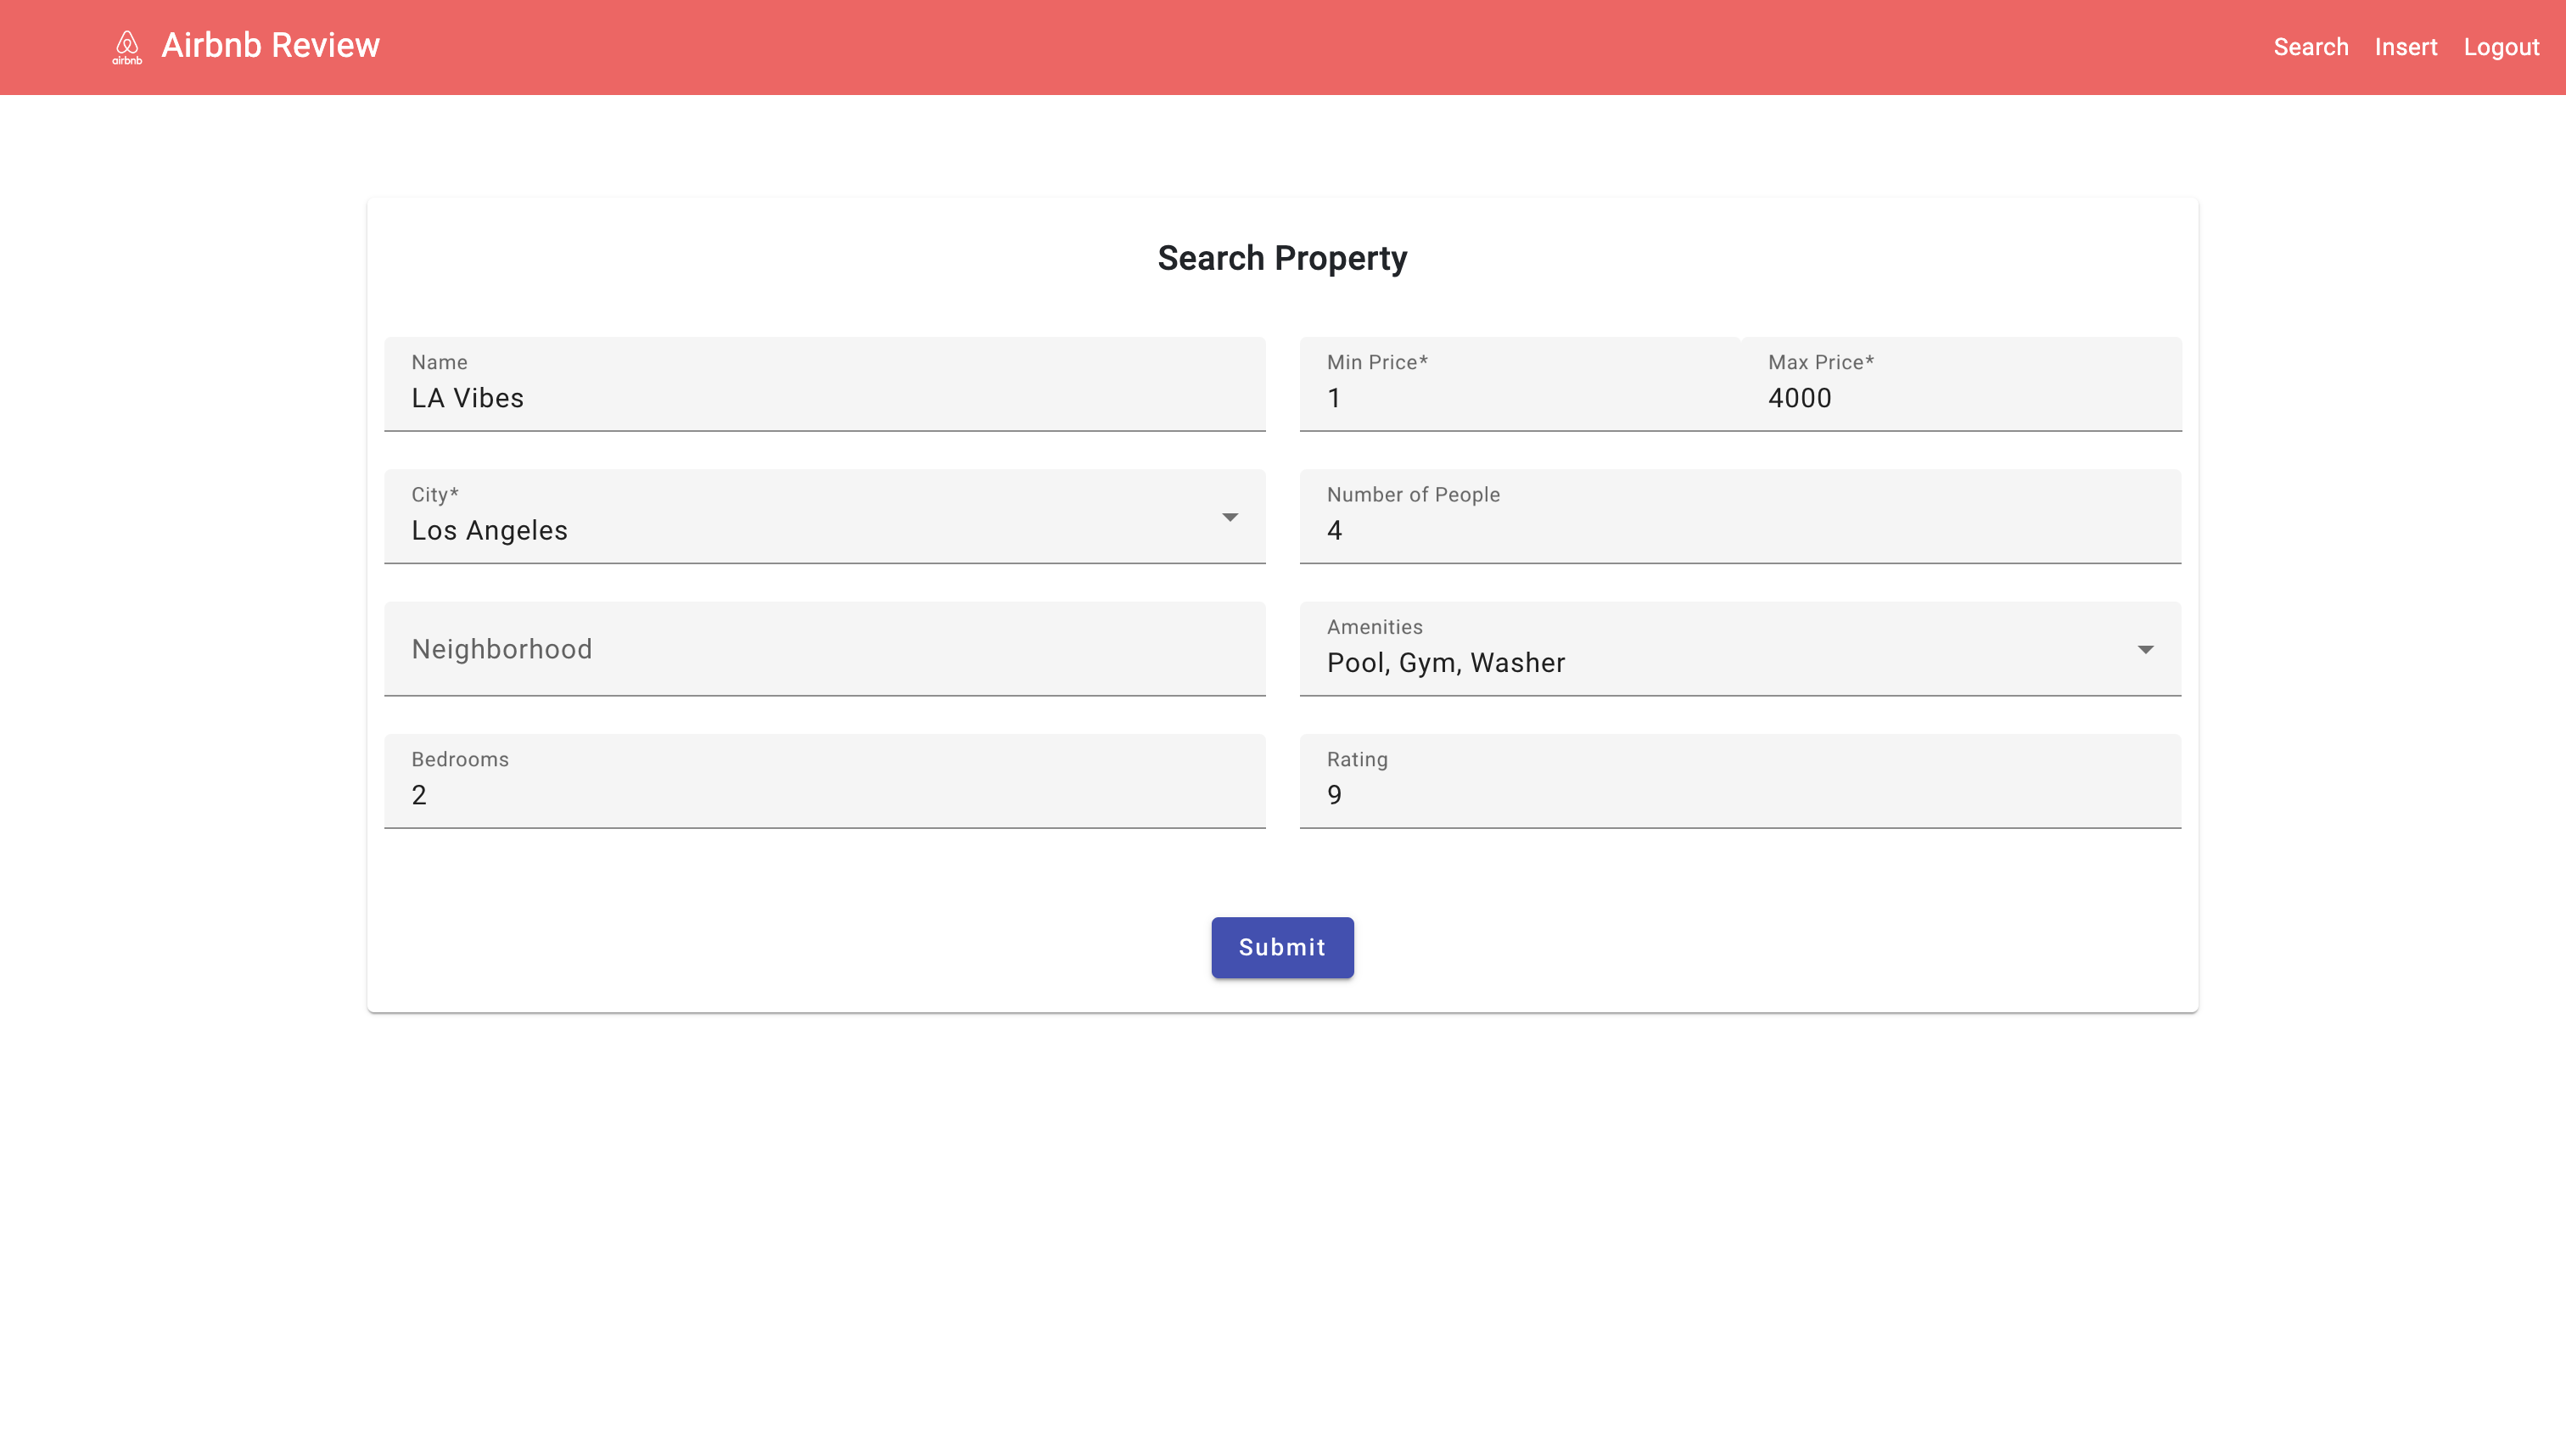 airbnb
Airbnb Review
Search Insert Logout
Search Property
Name
LA Vibes
Min Price*
1
Max Price*
4000
City*
Los Angeles
Number of People
4
Neighborhood
Amenities
Pool, Gym, Washer
Bedrooms
2
Rating
9
Submit